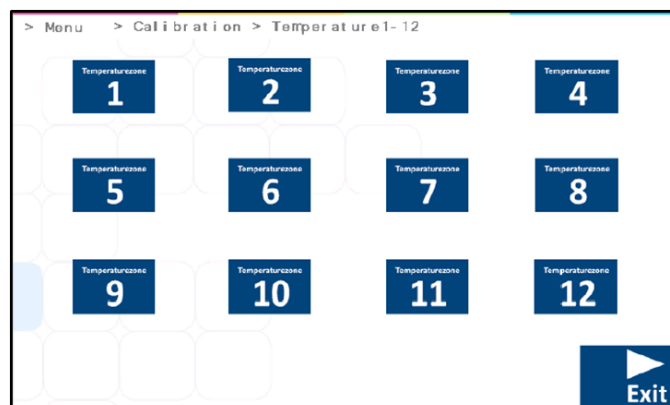 > Menu > Calibration > Temperature1-12
Temperaturezone Temperaturezone Temperaturezone Temperaturezone
1 2 3 4
Temperaturezone Temperaturezone Temperaturezone Temperaturezone
5 6 7 8
Temperaturezone Temperaturezone Temperaturezone Temperaturezone
9 10 11 12
Exit